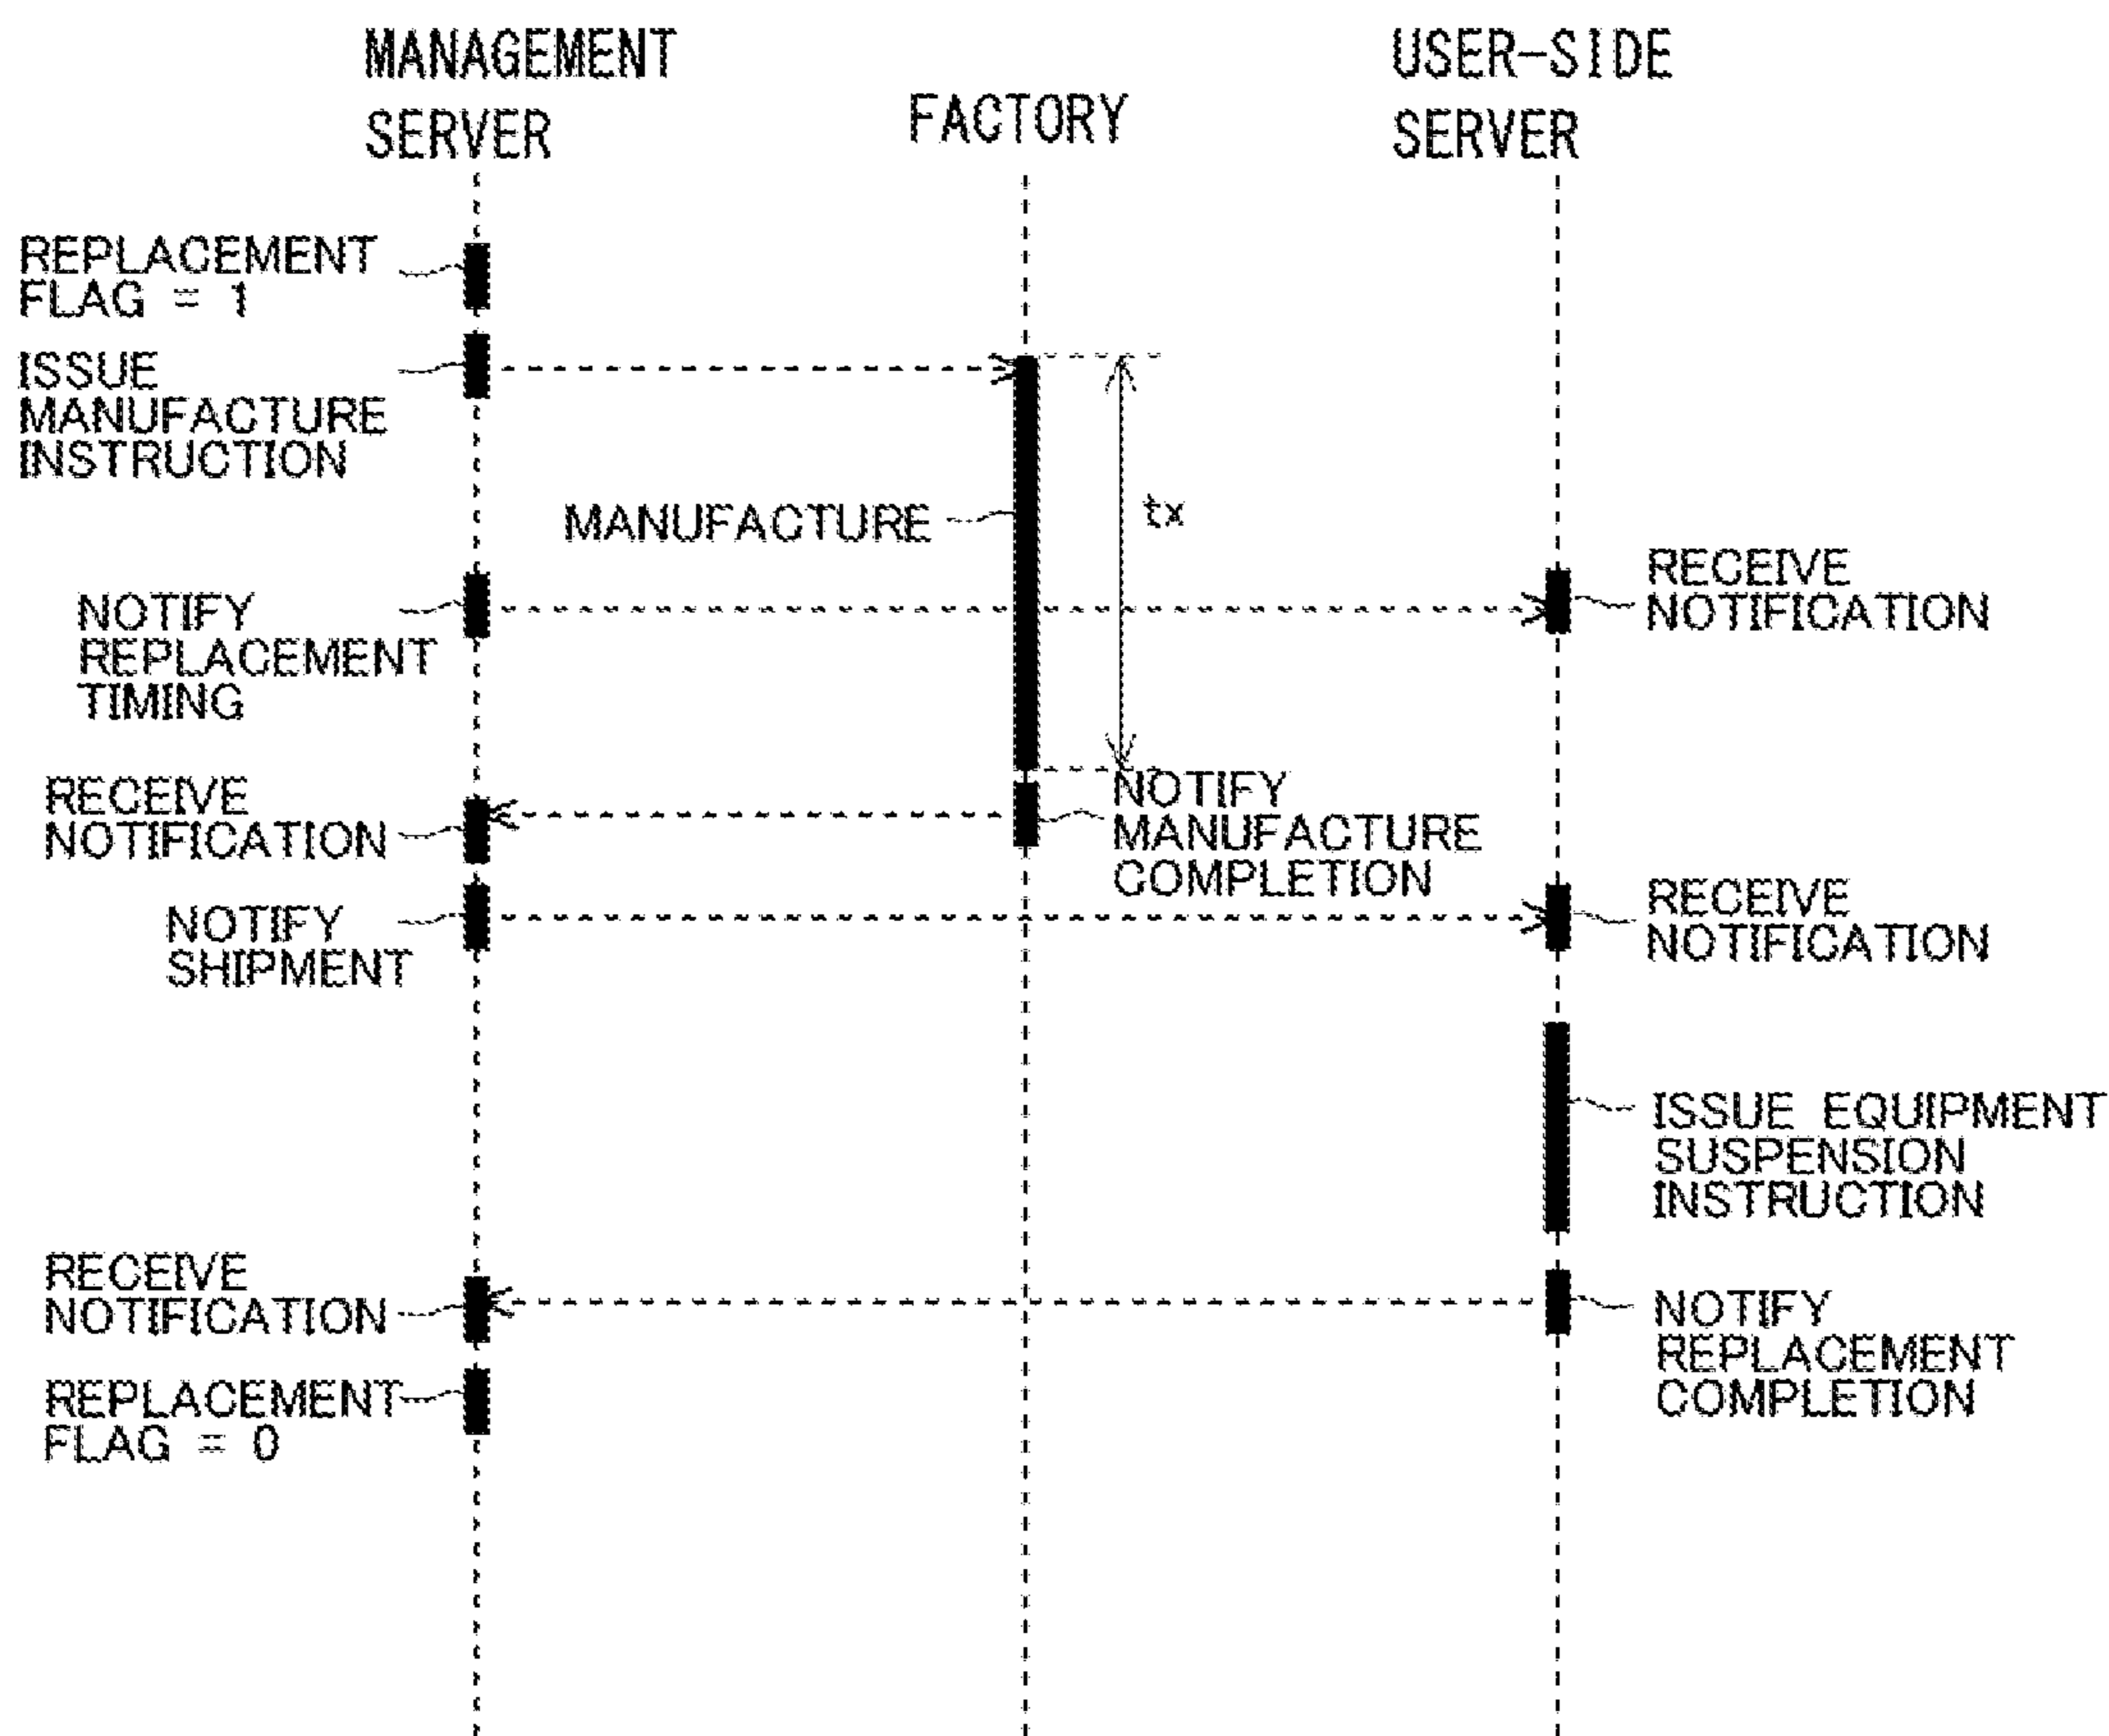 MANAGEMENT
SERVER
FACTORY
USER-SIDE
SERVER
REPLACEMENT
FLAG = 1
ISSUE
MANUFACTURE
INSTRUCTION
MANUFACTURE
tx
NOTIFY
REPLACEMENT
TIMING
RECEIVE
NOTIFICATION
RECEIVE
NOTIFICATION
NOTIFY
MANUFACTURE
COMPLETION
NOTIFY
SHIPMENT
RECEIVE
NOTIFICATION
ISSUE EQUIPMENT
SUSPENSION
INSTRUCTION
RECEIVE
NOTIFICATION
NOTIFY
REPLACEMENT
COMPLETION
REPLACEMENT
FLAG = 0